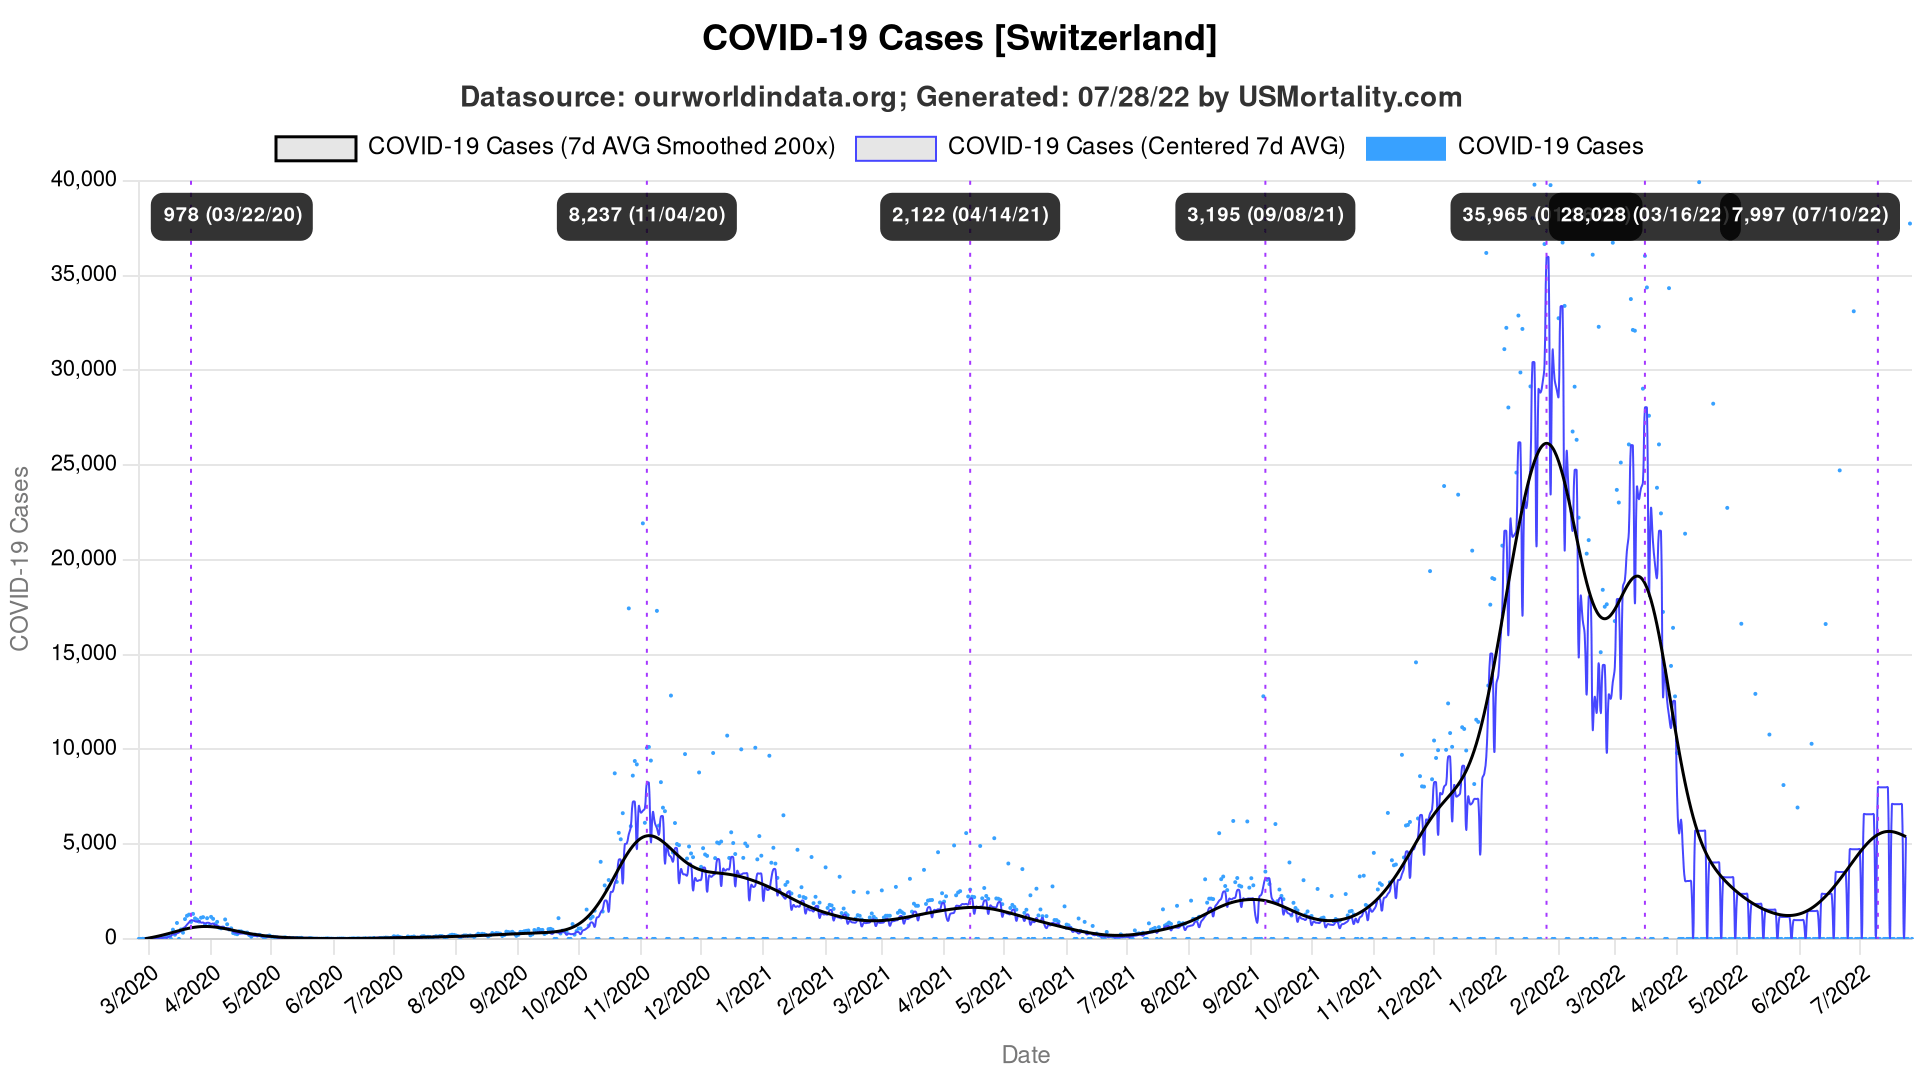 COVID-19 Cases [Switzerland]
Datasource: ourworldindata.org; Generated: 07/28/22 by USMortality.com
COVID-19 Cases (7d AVG Smoothed 200x) COVID-19 Cases (Centered 7d AVG) COVID-19 Cases
978 (03/22/20) 8,237 (11/04/20) 2,122 (04/14/21) 3,195 (09/08/21) 35,965 28,028 (03/16/22) 7,997 (07/10/22)
40,000
35,000
30,000
25,000
20,000
15,000
10,000
5,000
0
COVID-19 Cases
3/2020 4/2020 5/2020 6/2020 7/2020 8/2020 9/2020 10/2020 11/2020 12/2020 1/2021 2/2021 3/2021 4/2021 5/2021 6/2021 7/2021 8/2021 9/2021 10/2021 11/2021 12/2021 1/2022 2/2022 3/2022 4/2022 5/2022 6/2022 7/2022
Date